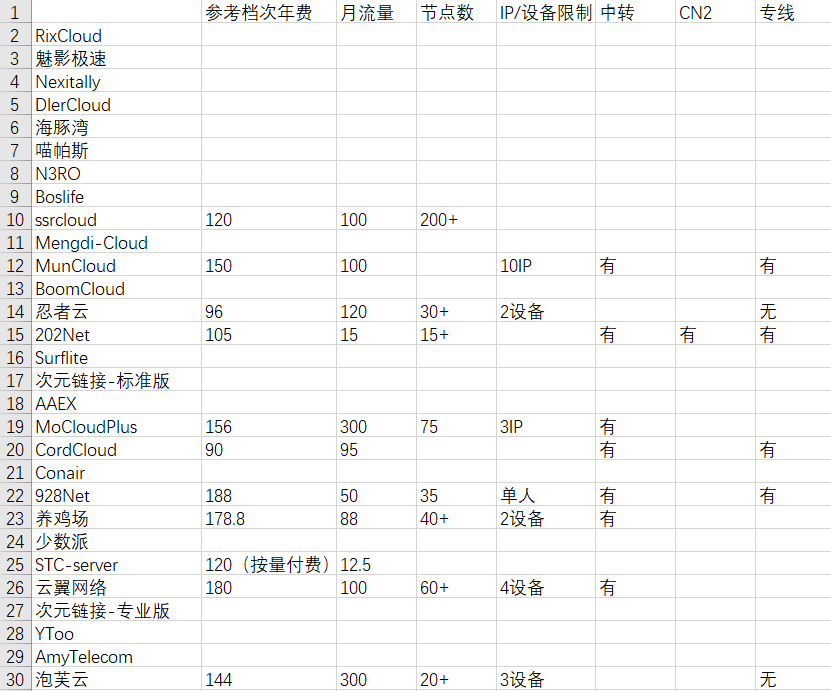 1 参考档次年费 月流量 节点数 IP/设备限制 中转 CN2 专线
2 RixCloud
3 魅影极速
4 Nexitally
5 DlerCloud
6 海豚湾
7 喵帕斯
8 N3RO
9 Boslife
10 ssrcloud 120 100 200+
11 Mengdi-Cloud
12 MunCloud 150 100 10IP 有 有
13 BoomCloud
14 忍者云 96 120 30+ 2设备 无
15 202Net 105 15 15+ 有 有 有
16 Surflite
17 次元链接-标准版
18 AAEX
19 MoCloudPlus 156 300 75 3IP 有
20 CordCloud 90 95 有 有
21 Conair
22 928Net 188 50 35 单人 有 有
23 养鸡场 178.8 88 40+ 2设备 有
24 少数派
25 STC-server 120（按量付费） 12.5
26 云翼网络 180 100 60+ 4设备 有
27 次元链接-专业版
28 YToo
29 AmyTelecom
30 泡芙云 144 300 20+ 3设备 无